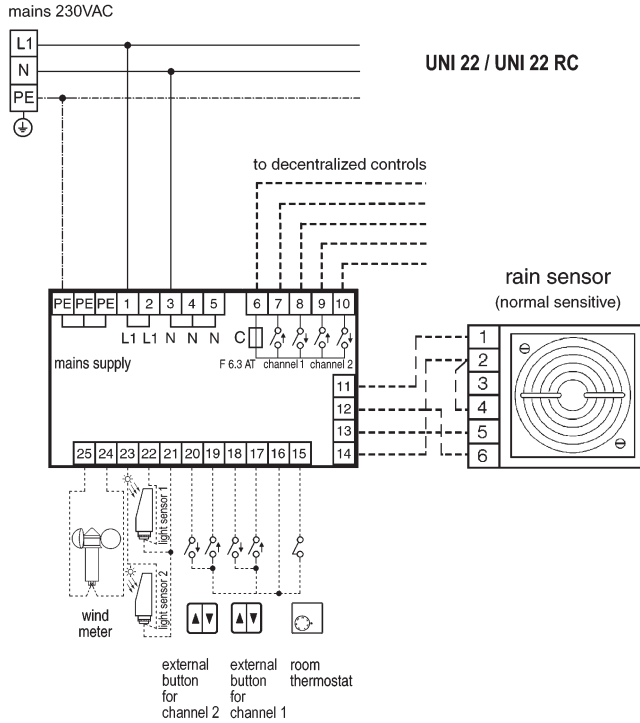 mains 230VAC
L1
N
PE
UNI 22 / UNI 22 RC
to decentralized controls
rain sensor
(normal sensitive)
PE PE PE 1 2 3 4 5 6 7 8 9 10
L1 L1 N N N C
mains supply F 6.3 AT channel 1 channel 2
11
12
13
14
1
2
3
4
5
6
25 24 23 22 21 20 19 18 17 16 15
light sensor 1
light sensor 2
wind
meter
external
button
for
channel 2
external
button
for
channel 1
room
thermostat